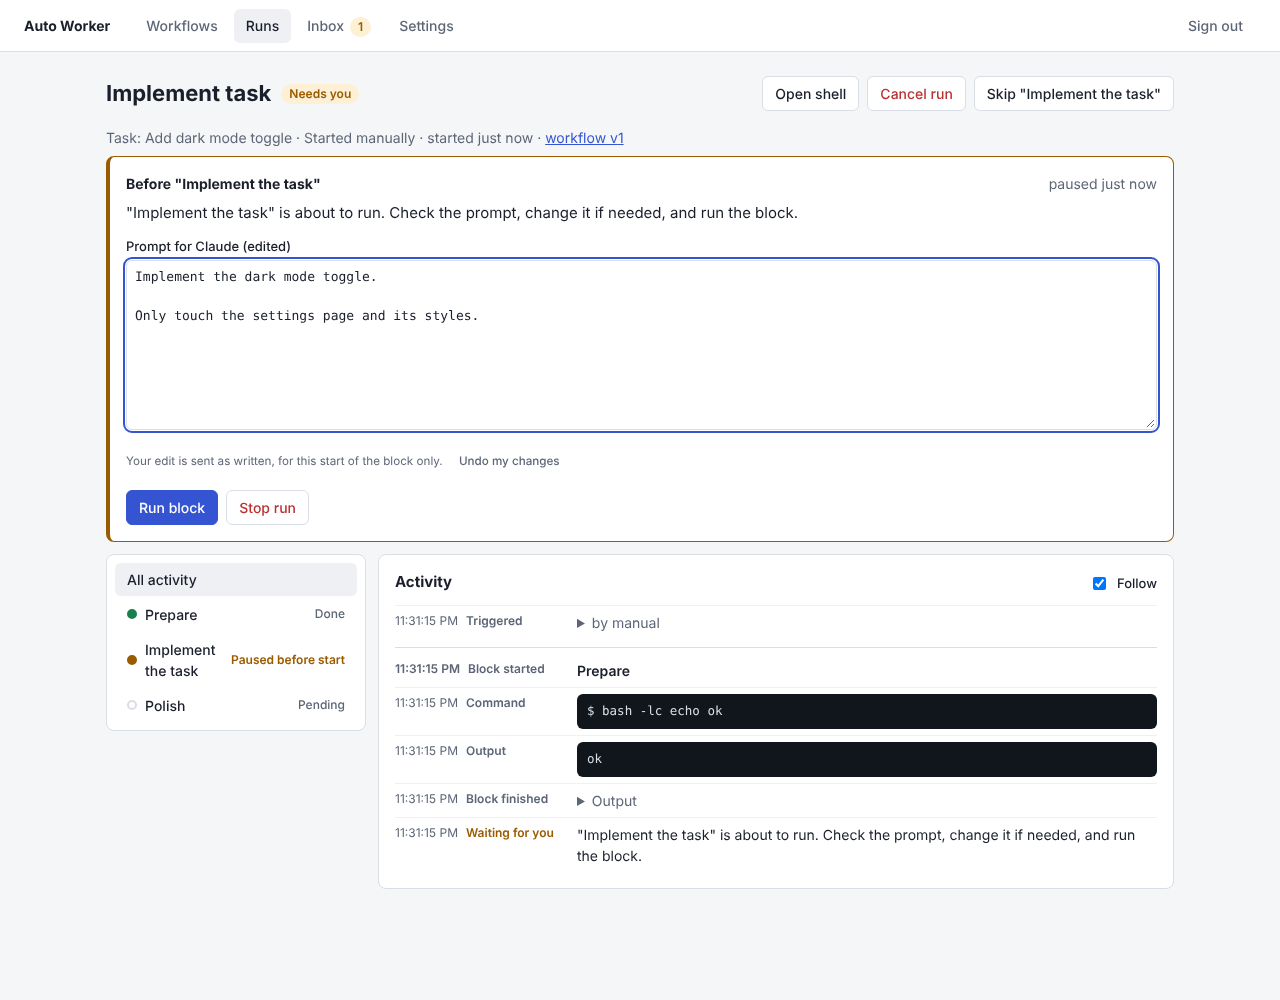 Auto Worker Workflows Runs Inbox 1 Settings Sign out
Implement task Needs you Open shell Cancel run Skip "Implement the task"
Task: Add dark mode toggle · Started manually · started just now · workflow v1
Before "Implement the task" paused just now
"Implement the task" is about to run. Check the prompt, change it if needed, and run the block.
Prompt for Claude (edited)
Implement the dark mode toggle.
Only touch the settings page and its styles.
Your edit is sent as written, for this start of the block only. Undo my changes
Run block Stop run
All activity
Prepare Done
Implement
the task Paused before start
Polish Pending
Activity Follow
11:31:15 PM Triggered by manual
11:31:15 PM Block started Prepare
11:31:15 PM Command $ bash -lc echo ok
11:31:15 PM Output ok
11:31:15 PM Block finished Output
11:31:15 PM Waiting for you "Implement the task" is about to run. Check the prompt, change it if needed, and run
the block.